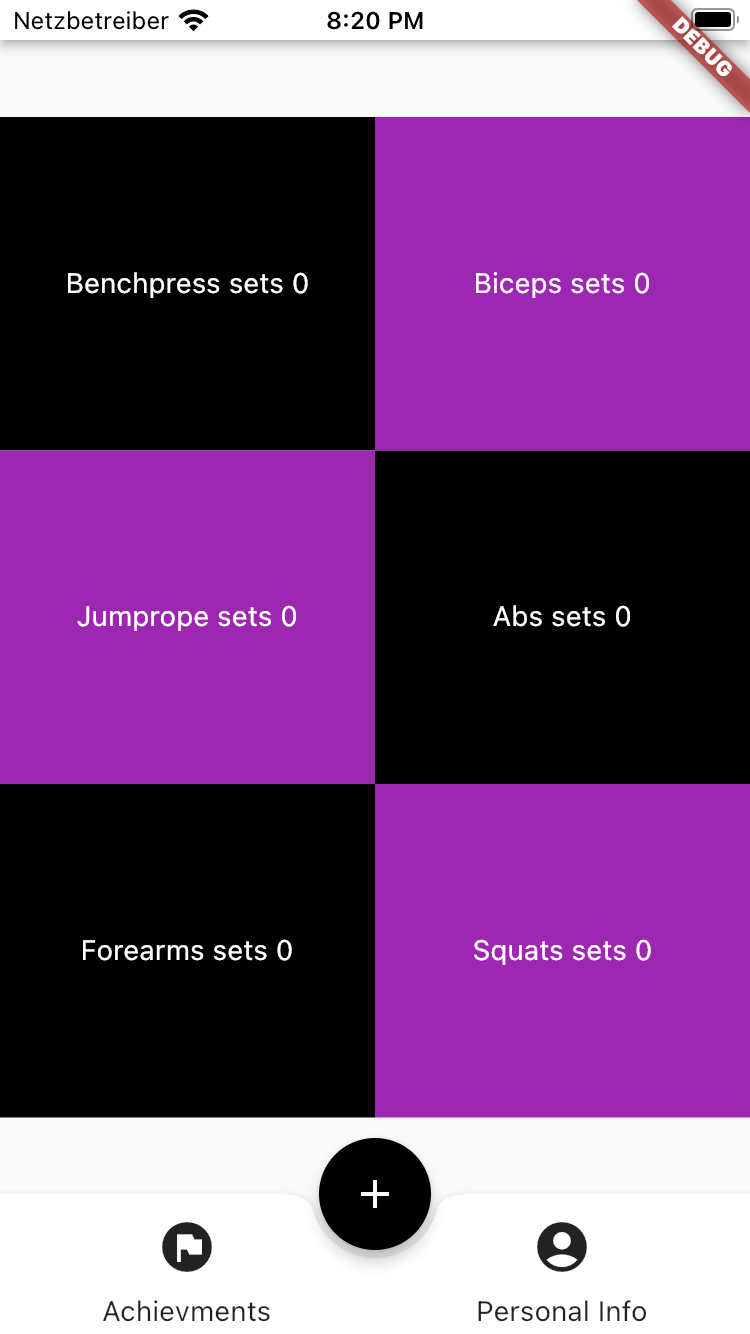 Netzbetreiber 8:20 PM
DEBUG
Benchpress sets 0 Biceps sets 0
Jumprope sets 0 Abs sets 0
Forearms sets 0 Squats sets 0
+
Achievments Personal Info